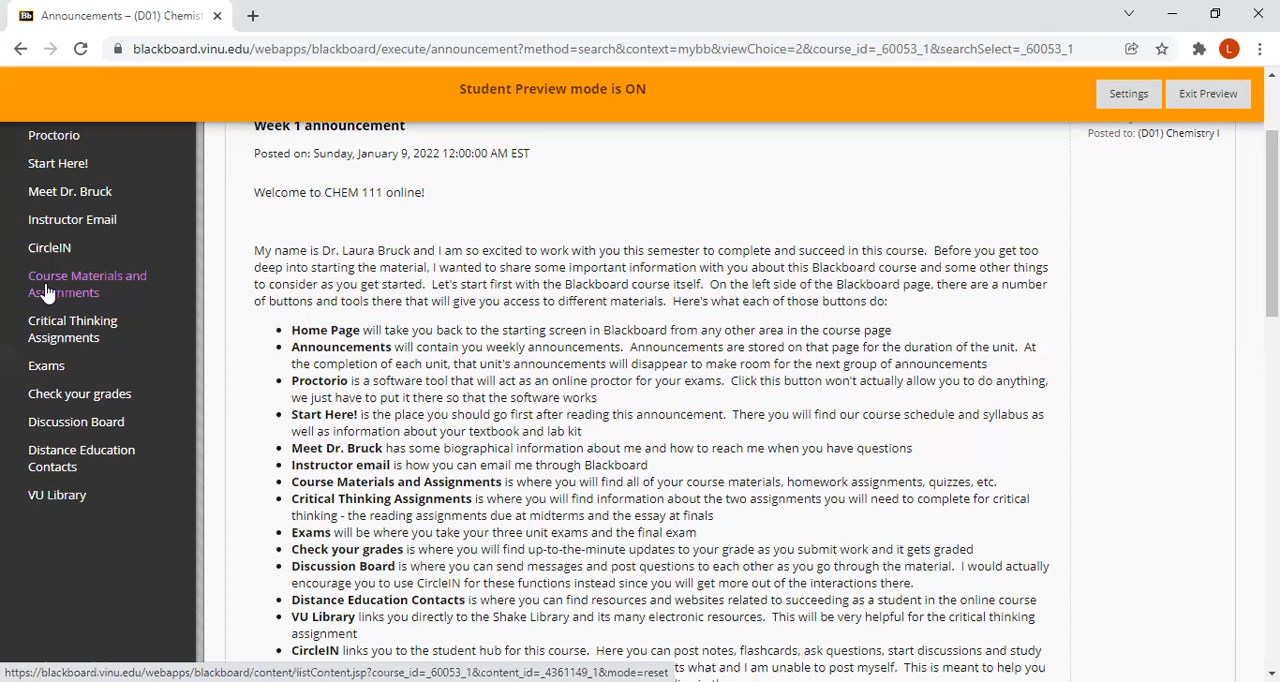 Announcements – (D01) Chemist
blackboard.vinu.edu/webapps/blackboard/execute/announcement?method=search&context=mybb&viewChoice=2&course_id=_60053_1&searchSelect=_60053_1
L
Student Preview mode is ON
Settings
Exit Preview
Proctorio
Start Here!
Meet Dr. Bruck
Instructor Email
CircleIN
Course Materials and
Assignments
Critical Thinking
Assignments
Exams
Check your grades
Discussion Board
Distance Education
Contacts
VU Library
Week 1 announcement
Posted on: Sunday, January 9, 2022 12:00:00 AM EST
Posted to: (D01) Chemistry I
Welcome to CHEM 111 online!
My name is Dr. Laura Bruck and I am so excited to work with you this semester to complete and succeed in this course. Before you get too
deep into starting the material, I wanted to share some important information with you about this Blackboard course and some other things
to consider as you get started. Let's start first with the Blackboard course itself. On the left side of the Blackboard page, there are a number
of buttons and tools there that will give you access to different materials. Here's what each of those buttons do:
• Home Page will take you back to the starting screen in Blackboard from any other area in the course page
• Announcements will contain you weekly announcements. Announcements are stored on that page for the duration of the unit. At
the completion of each unit, that unit's announcements will disappear to make room for the next group of announcements
• Proctorio is a software tool that will act as an online proctor for your exams. Click this button won't actually allow you to do anything,
we just have to put it there so that the software works
• Start Here! is the place you should go first after reading this announcement. There you will find our course schedule and syllabus as
well as information about your textbook and lab kit
• Meet Dr. Bruck has some biographical information about me and how to reach me when you have questions
• Instructor email is how you can email me through Blackboard
• Course Materials and Assignments is where you will find all of your course materials, homework assignments, quizzes, etc.
• Critical Thinking Assignments is where you will find information about the two assignments you will need to complete for critical
thinking - the reading assignments due at midterms and the essay at finals
• Exams will be where you take your three unit exams and the final exam
• Check your grades is where you will find up-to-the-minute updates to your grade as you submit work and it gets graded
• Discussion Board is where you can send messages and post questions to each other as you go through the material. I would actually
encourage you to use CircleIN for these functions instead since you will get more out of the interactions there.
• Distance Education Contacts is where you can find resources and websites related to succeeding as a student in the online course
• VU Library links you directly to the Shake Library and its many electronic resources. This will be very helpful for the critical thinking
assignment
• CircleIN links you to the student hub for this course. Here you can post notes, flashcards, ask questions, start discussions and study
ts what and I am unable to post myself. This is meant to help you
https://blackboard.vinu.edu/webapps/blackboard/content/listContent.jsp?course_id=_60053_1&content_id=_4361149_1&mode=reset